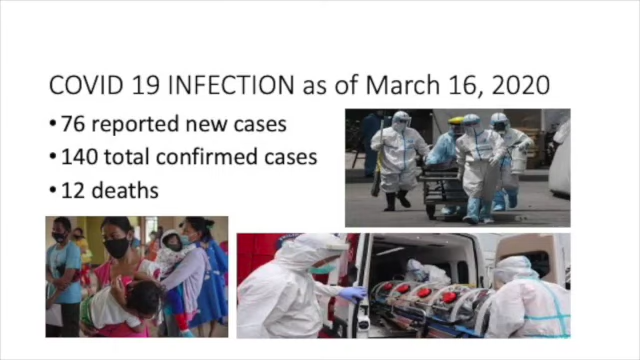 COVID 19 INFECTION as of March 16, 2020
• 76 reported new cases
• 140 total confirmed cases
• 12 deaths